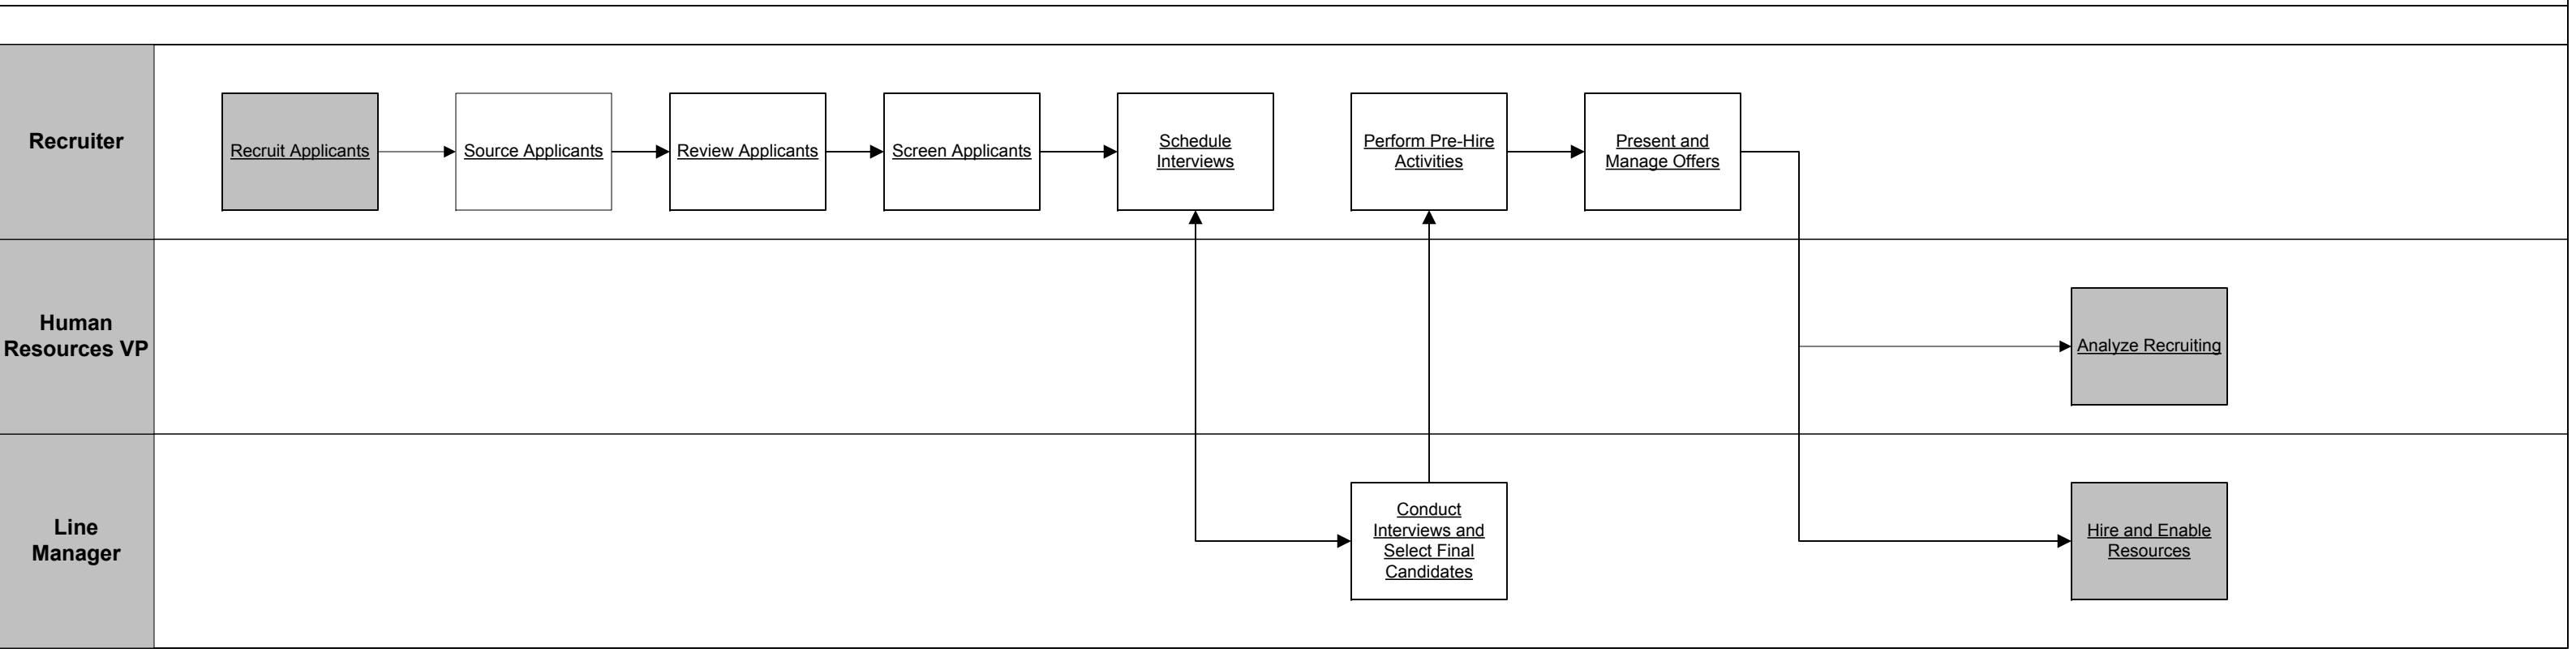 Recruiter
Recruit Applicants
Source Applicants
Review Applicants
Screen Applicants
Schedule
Interviews
Perform Pre-Hire
Activities
Present and
Manage Offers
Human
Resources VP
Analyze Recruiting
Line
Manager
Conduct
Interviews and
Select Final
Candidates
Hire and Enable
Resources